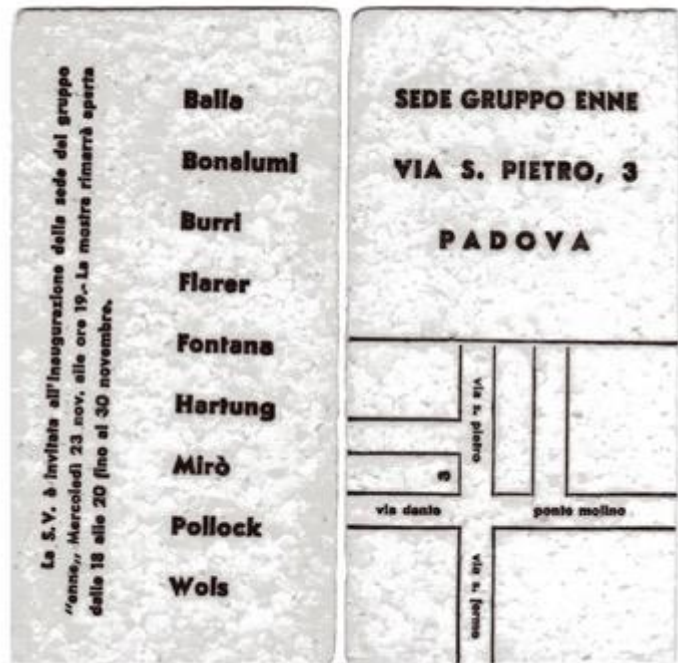 La S.V. è invitata all'inaugurazione della sede del gruppo
"enne,, Mercoledì 23 nov. alle ore 19.- La mostra rimarrà aperta
dalle 18 alle 20 fino al 30 novembre.
Balla
Bonalumi
Burri
Flarer
Fontana
Hartung
Mirò
Pollock
Wols
SEDE GRUPPO ENNE
VIA S. PIETRO, 3
PADOVA
via s. pietro
3
via dante
ponte molino
via s. fermo